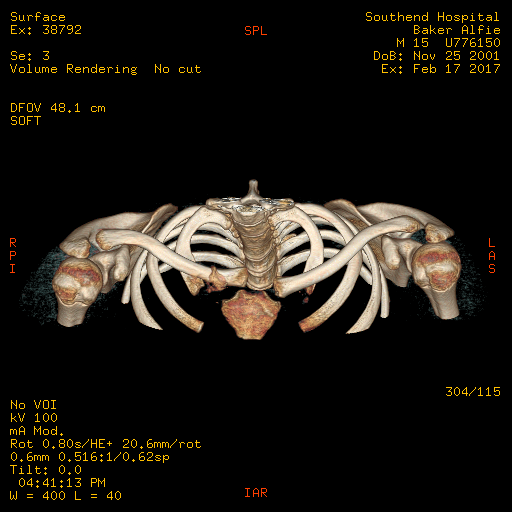 Surface
Ex: 38792
Se: 3
Volume Rendering No cut
DFOV 48.1 cm
SOFT
SPL
Southend Hospital
Baker Alfie
M 15 U776150
DoB: Nov 25 2001
Ex: Feb 17 2017
R
P
I
L
A
S
304/115
No VOI
kV 100
mA Mod.
Rot 0.80s/HE+ 20.6mm/rot
0.6mm 0.516:1/0.62sp
Tilt: 0.0
04:41:13 PM
W = 400 L = 40
IAR